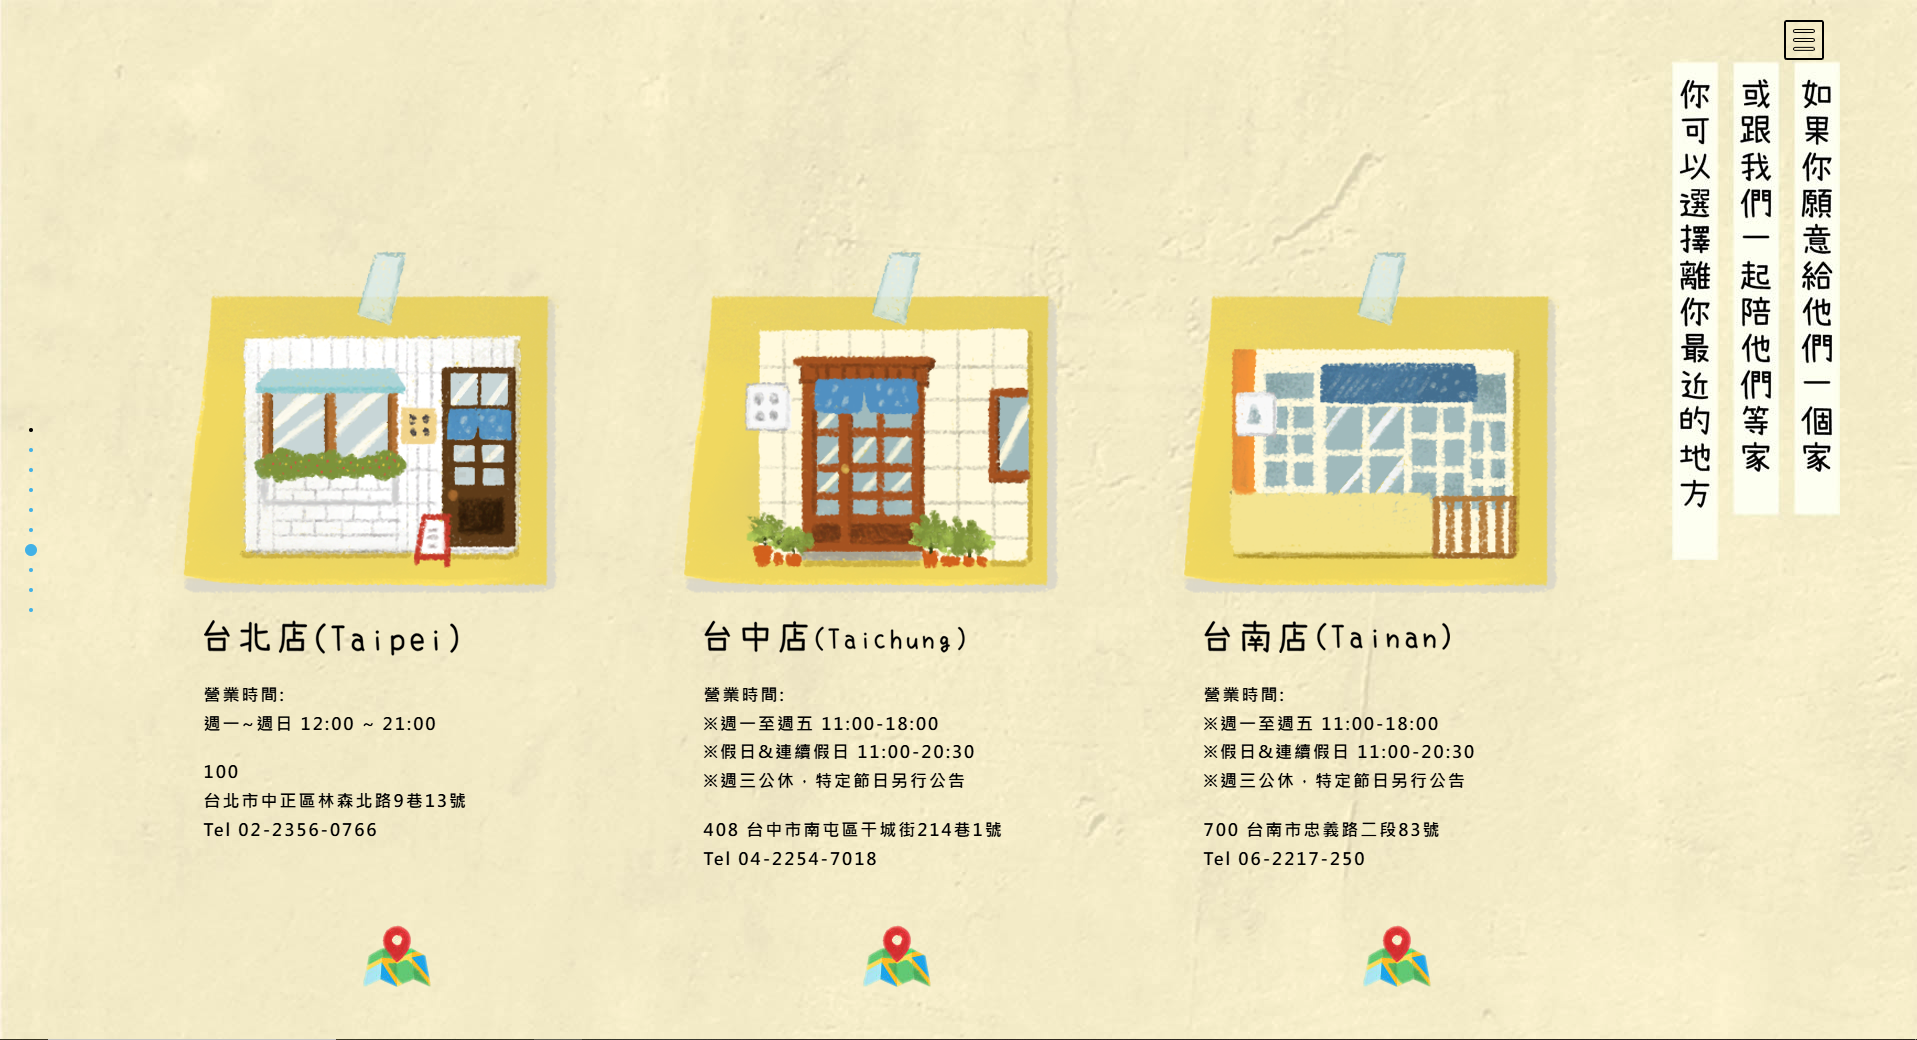 如果你願意給他們一個家
或跟我們一起陪他們等家
你可以選擇離你最近的地方
台北店(Taipei)
營業時間:
週一~週日 12:00 ~ 21:00
100
台北市中正區林森北路9巷13號
Tel 02-2356-0766
台中店(Taichung)
營業時間:
※週一至週五 11:00-18:00
※假日&連續假日 11:00-20:30
※週三公休，特定節日另行公告
408 台中市南屯區干城街214巷1號
Tel 04-2254-7018
台南店(Tainan)
營業時間:
※週一至週五 11:00-18:00
※假日&連續假日 11:00-20:30
※週三公休，特定節日另行公告
700 台南市忠義路二段83號
Tel 06-2217-250